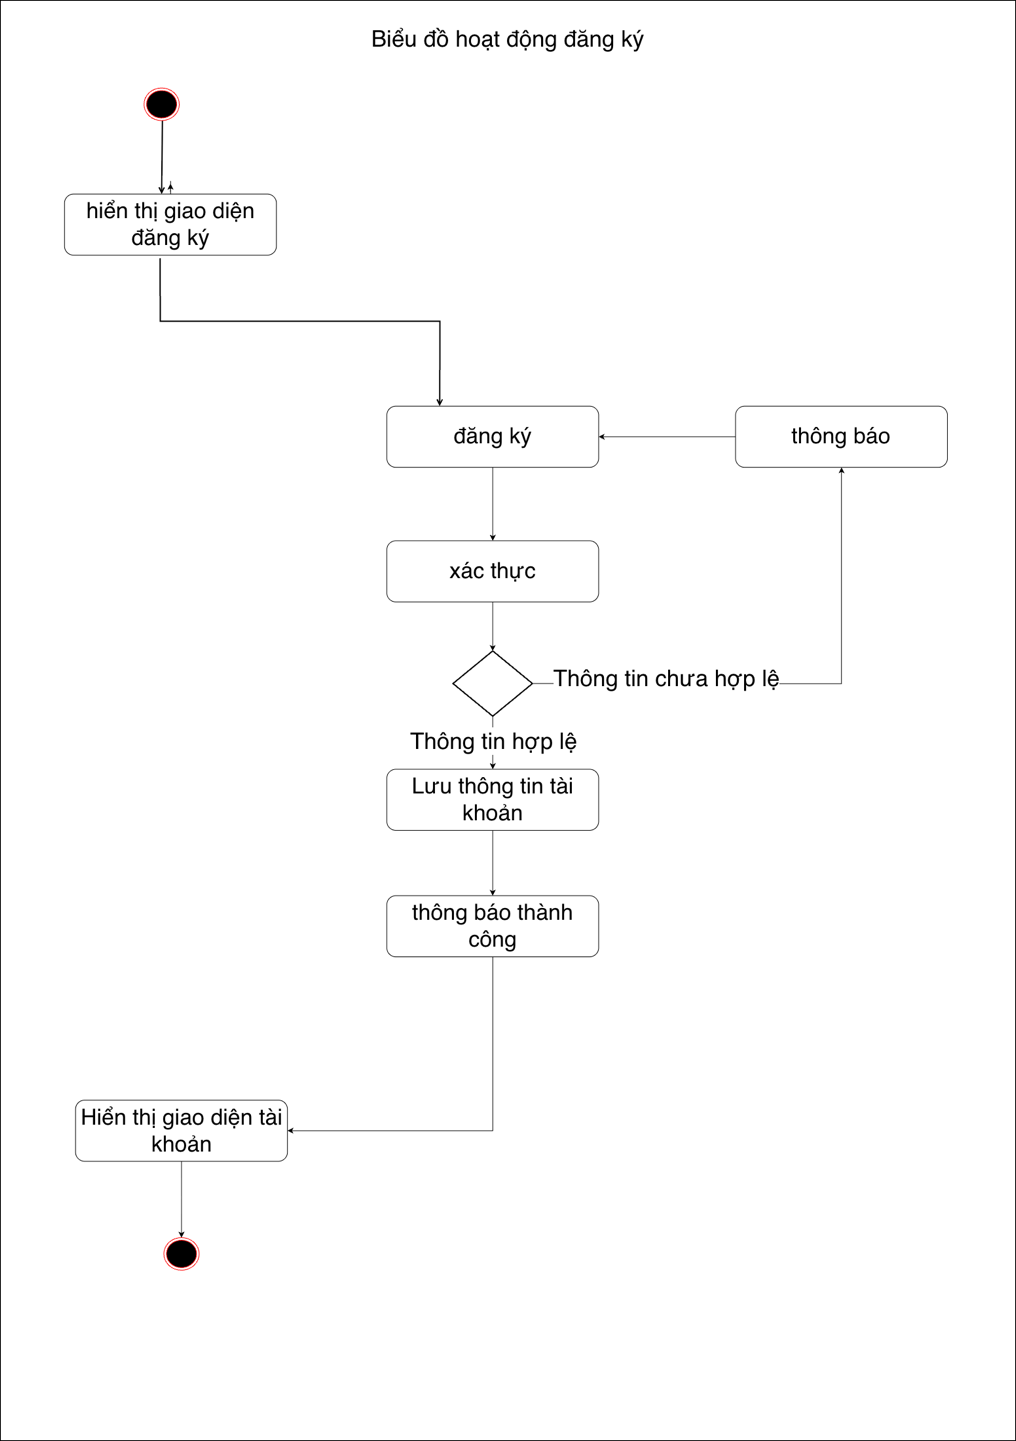 Biểu đồ hoạt động đăng ký
hiển thị giao diện
đăng ký
đăng ký
thông báo
xác thực
Thông tin chưa hợp lệ
Thông tin hợp lệ
Lưu thông tin tài
khoản
thông báo thành
công
Hiển thị giao diện tài
khoản